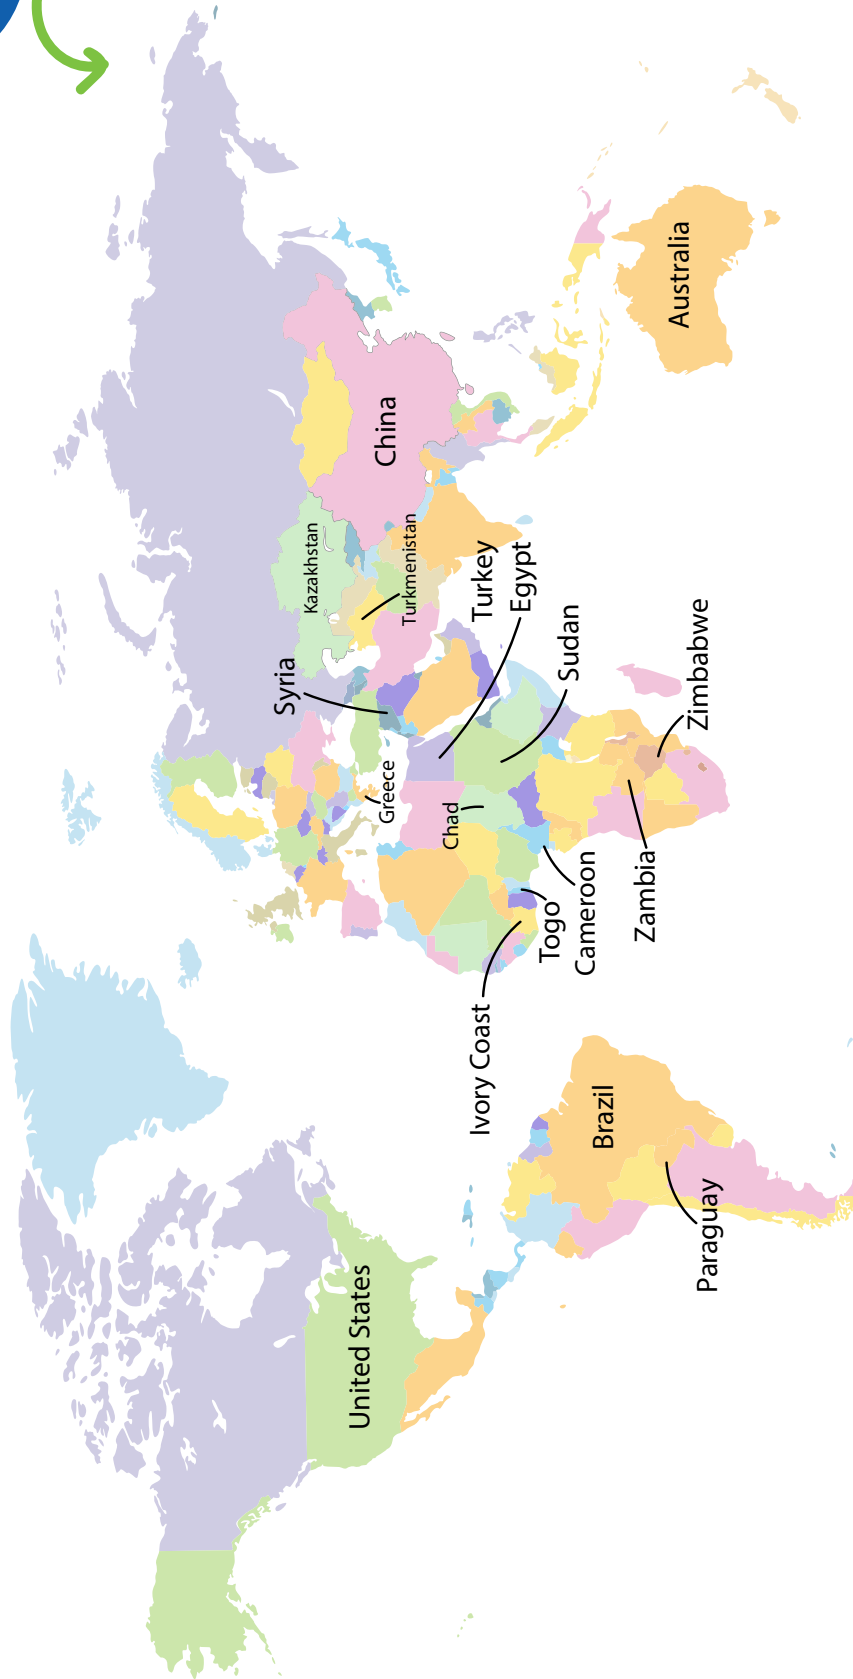 United States
Brazil
Paraguay
Ivory Coast
Togo
Cameroon
Zambia
Zimbabwe
Chad
Greece
Syria
Sudan
Egypt
Turkey
Turkmenistan
Kazakhstan
China
Australia